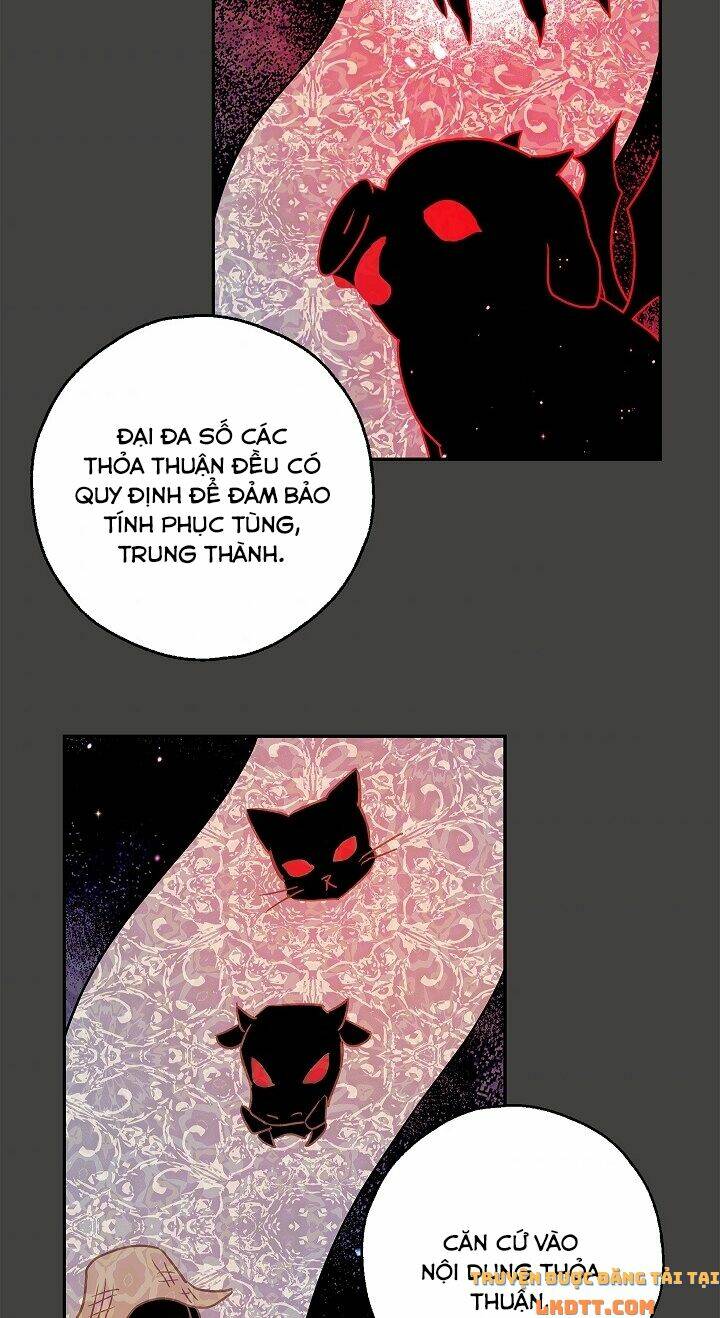 ĐẠI ĐA SỐ CÁC
THỎA THUẬN ĐỀU CÓ
QUY ĐỊNH ĐỂ ĐẢM BẢO
TÍNH PHỤC TÙNG,
TRUNG THÀNH.
CĂN CỨ VÀO
NỘI DUNG THỎA
THUẬN
TRUYỆN ĐƯỢC ĐĂNG TẢI TẠI
LKDTT.COM